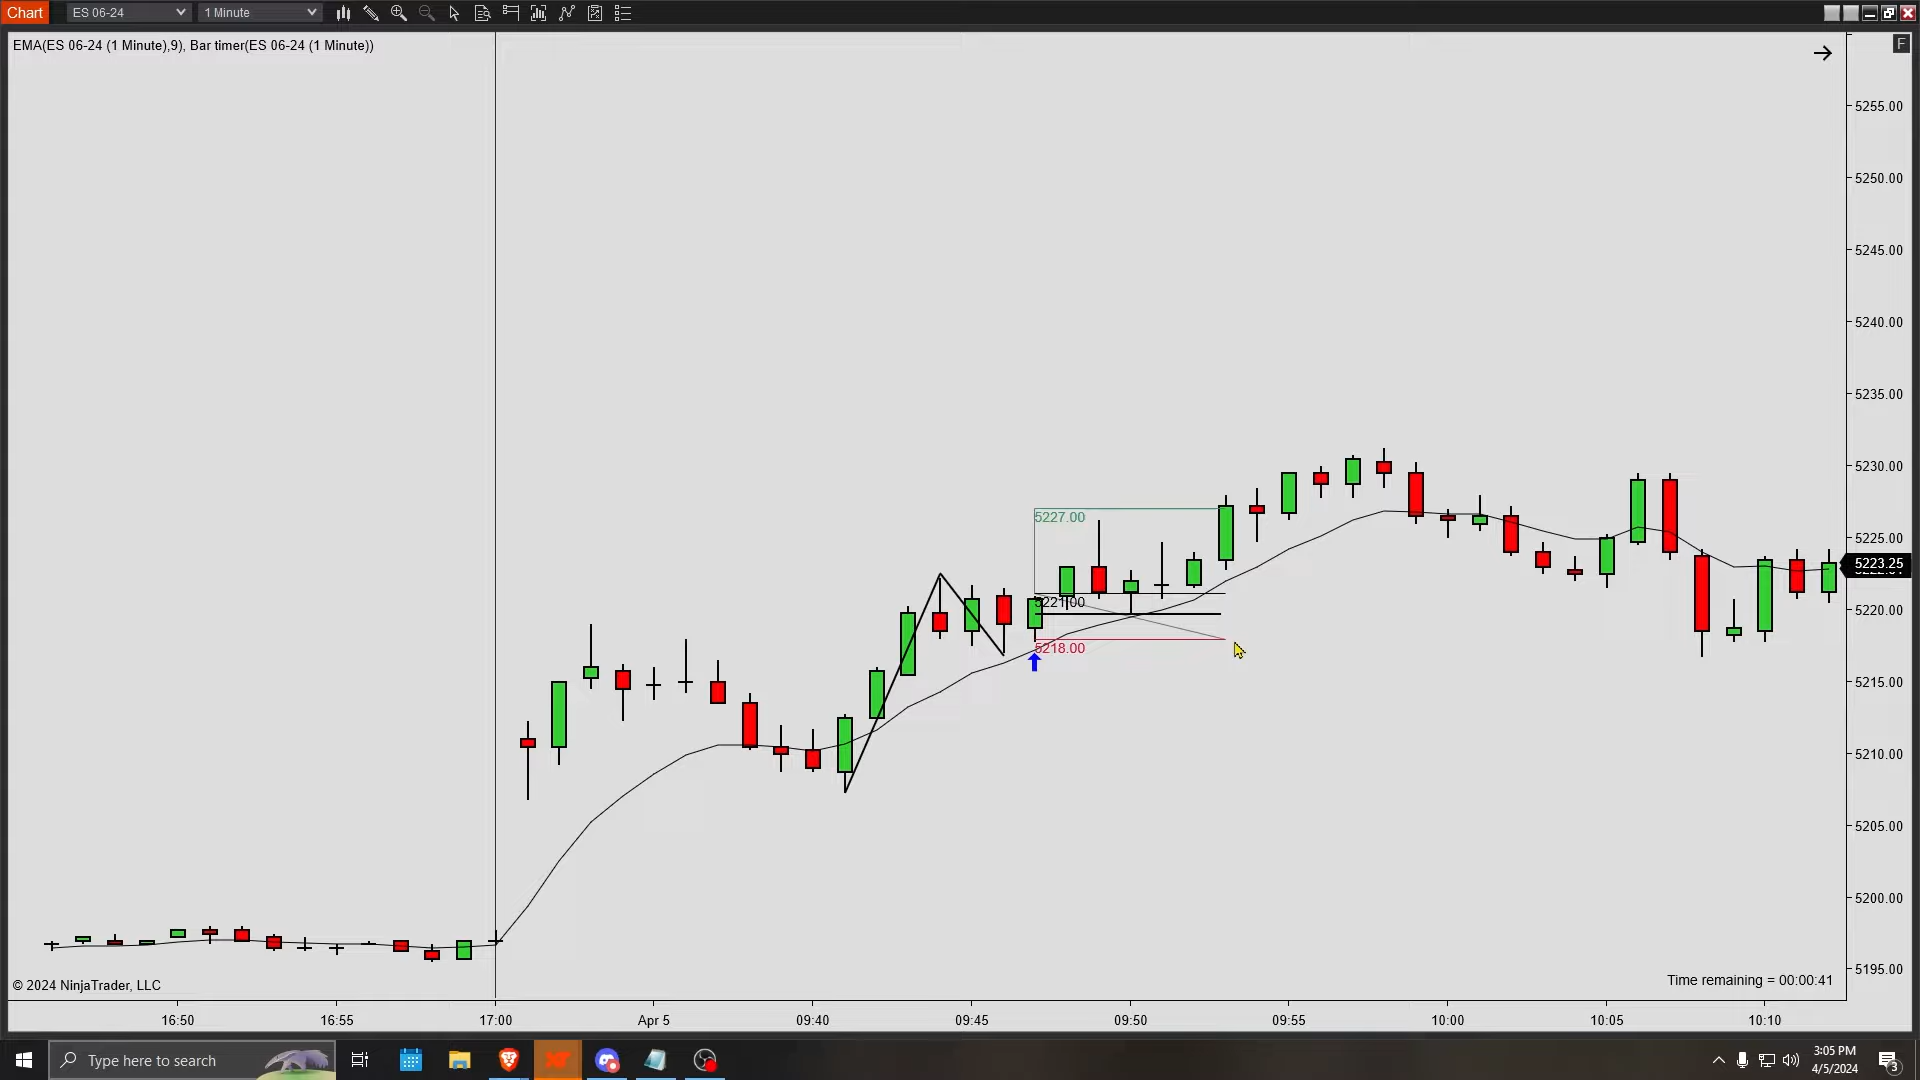 Chart ES 06-24 1 Minute
EMA(ES 06-24 (1 Minute),9), Bar timer(ES 06-24 (1 Minute))
F
5255.00
5250.00
5245.00
5240.00
5235.00
5230.00
5227.00
5225.00
5223.25
5221.00
5220.00
5218.00
5215.00
5210.00
5205.00
5200.00
5195.00
Time remaining = 00:00:41
© 2024 NinjaTrader, LLC
16:50 16:55 17:00 Apr 5 09:40 09:45 09:50 09:55 10:00 10:05 10:10
Type here to search
3:05 PM
4/5/2024
3